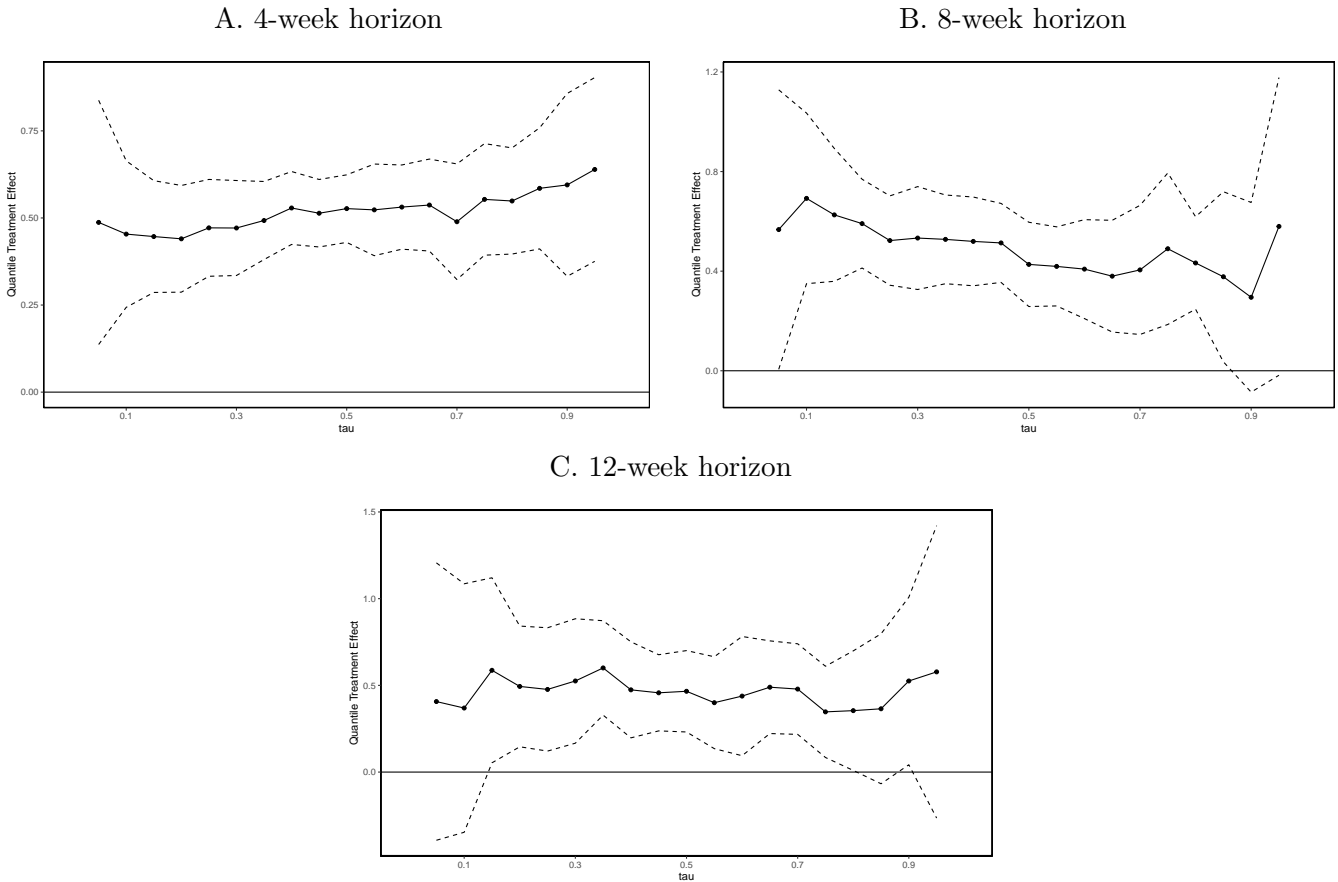 A. 4-week horizon
Quantile Treatment Effect
0.75
0.50
0.25
0.00
0.1 0.3 0.5 0.7 0.9
tau
B. 8-week horizon
Quantile Treatment Effect
1.2
0.8
0.4
0.0
0.1 0.3 0.5 0.7 0.9
tau
C. 12-week horizon
Quantile Treatment Effect
1.5
1.0
0.5
0.0
0.1 0.3 0.5 0.7 0.9
tau